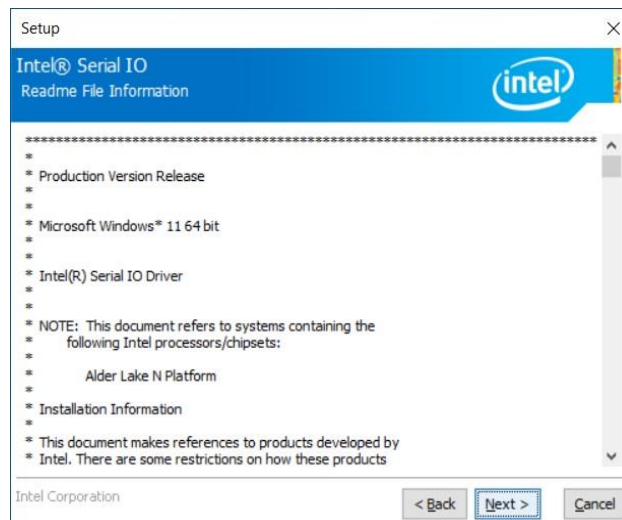 Setup
Intel® Serial IO
Readme File Information
intel
******************************************************************************
*
* Production Version Release
*
*
* Microsoft Windows* 11 64 bit
*
*
* Intel(R) Serial IO Driver
*
*
* NOTE: This document refers to systems containing the
* following Intel processors/chipsets:
*
* Alder Lake N Platform
*
* Installation Information
*
* This document makes references to products developed by
* Intel. There are some restrictions on how these products
Intel Corporation
< Back
Next >
Cancel